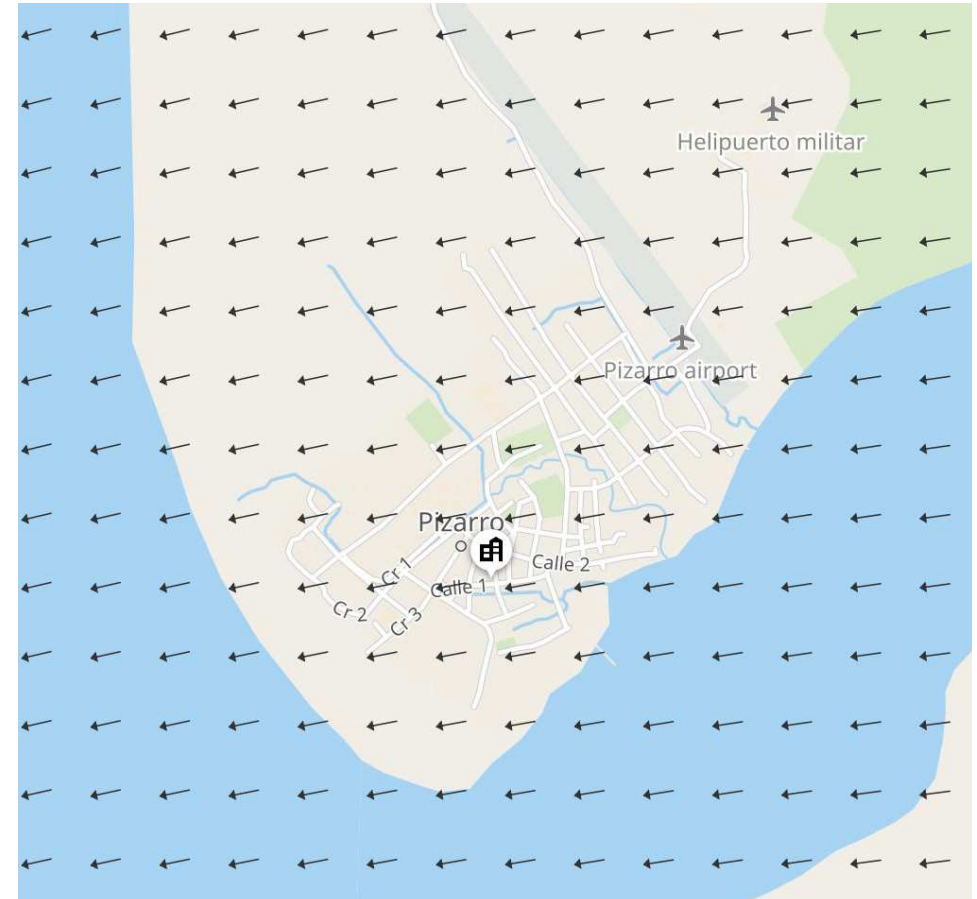 Helipuerto militar
Pizarro airport
Pizarro
Calle 2
Cr 1
Calle 1
Cr 2
Cr 3